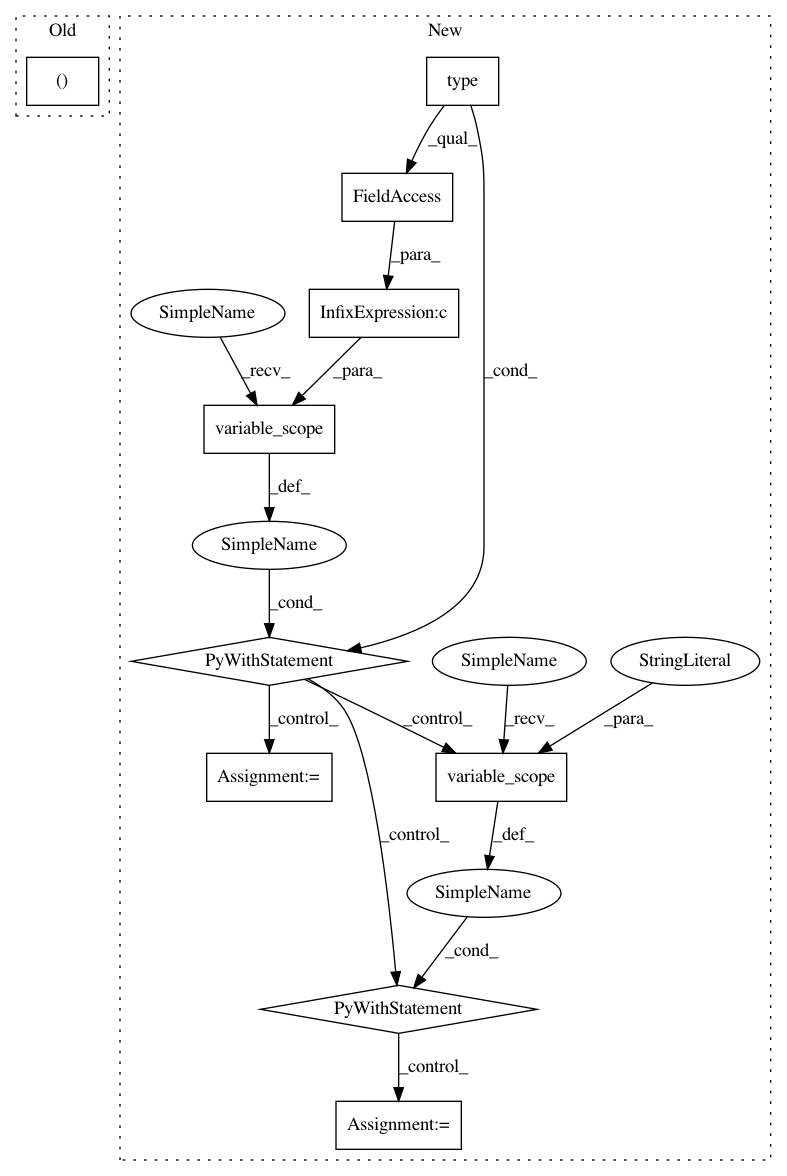 Old
New
()
type
_qual_
FieldAccess
_para_
SimpleName
InfixExpression:c
_recv_
_para_
_cond_
variable_scope
_def_
SimpleName
_cond_
PyWithStatement
SimpleName
StringLiteral
_control_
_control_
_recv_
_para_
Assignment:=
variable_scope
_control_
_def_
SimpleName
_cond_
PyWithStatement
_control_
Assignment:=